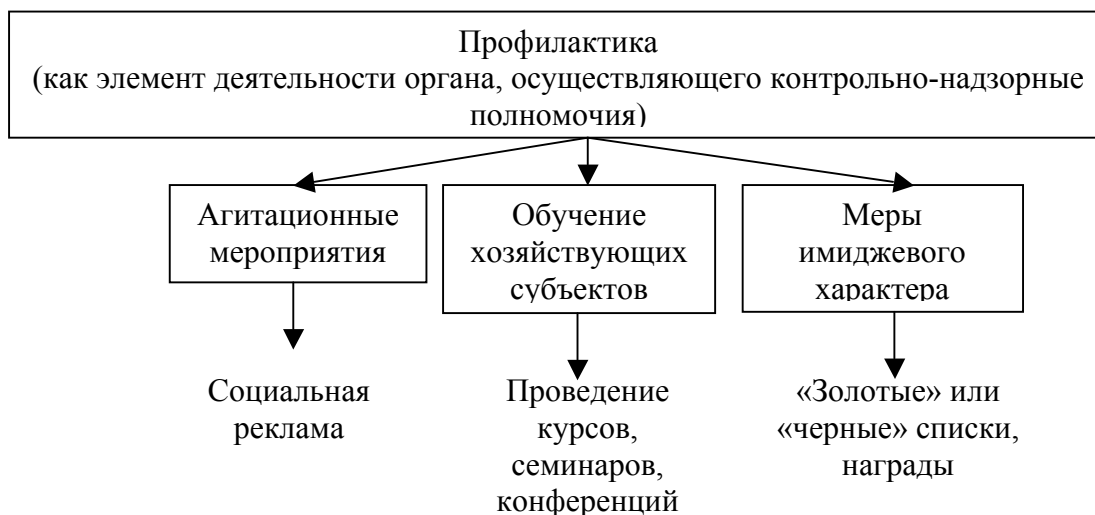 Профилактика
(как элемент деятельности органа, осуществляющего контрольно-надзорные
полномочия)
Агитационные
мероприятия
Обучение
хозяйствующих
субъектов
Меры
имиджевого
характера
Социальная
реклама
Проведение
курсов,
семинаров,
конференций
«Золотые» или
«черные» списки,
награды